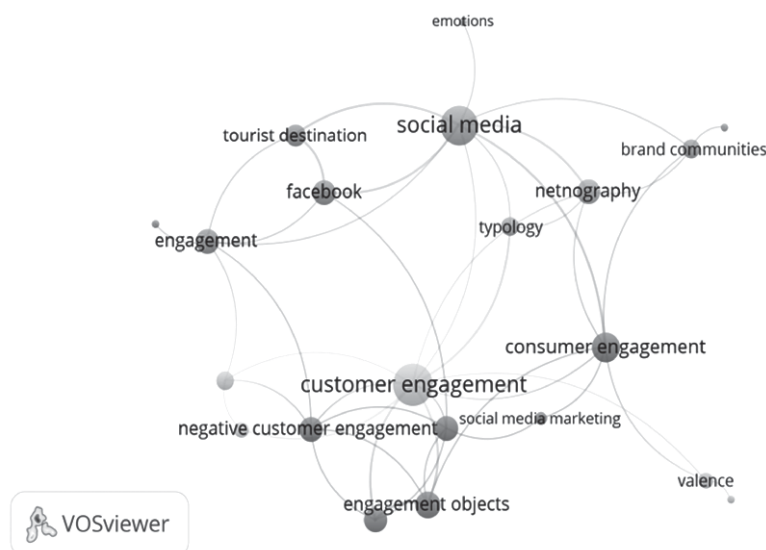 emotions
social media
tourist destination
brand communities
facebook
netnography
typology
engagement
consumer engagement
customer engagement
social media marketing
negative customer engagement
valence
engagement objects
VOSviewer